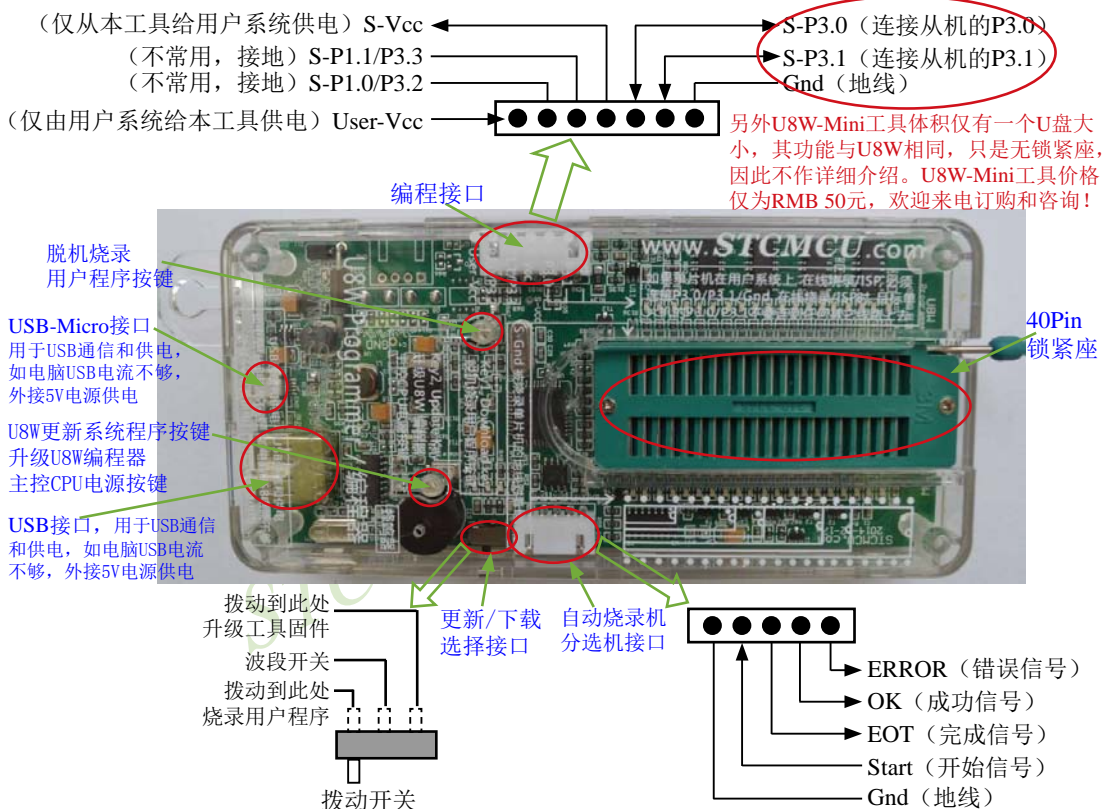 （仅从本工具给用户系统供电）S-Vcc
（不常用，接地）S-P1.1/P3.3
（不常用，接地）S-P1.0/P3.2
（仅由用户系统给本工具供电）User-Vcc
S-P3.0（连接从机的P3.0）
S-P3.1（连接从机的P3.1）
Gnd（地线）
另外U8W-Mini工具体积仅有一个U盘大
小，其功能与U8W相同，只是无锁紧座，
因此不作详细介绍。U8W-Mini工具价格
仅为RMB 50元，欢迎来电订购和咨询！
编程接口
脱机烧录
用户程序按键
USB-Micro接口
用于USB通信和供电，
如电脑USB电流不够，
外接5V电源供电
U8W更新系统程序按键
升级U8W编程器
主控CPU电源按键
USB接口，用于USB通信
和供电，如电脑USB电流
不够，外接5V电源供电
www.STCMCU.com
U8W Programmer/编程器
40Pin
锁紧座
拨动到此处
升级工具固件
波段开关
拨动到此处
烧录用户程序
拨动开关
更新/下载
选择接口
自动烧录机
分选机接口
ERROR（错误信号）
OK（成功信号）
EOT（完成信号）
Start（开始信号）
Gnd（地线）